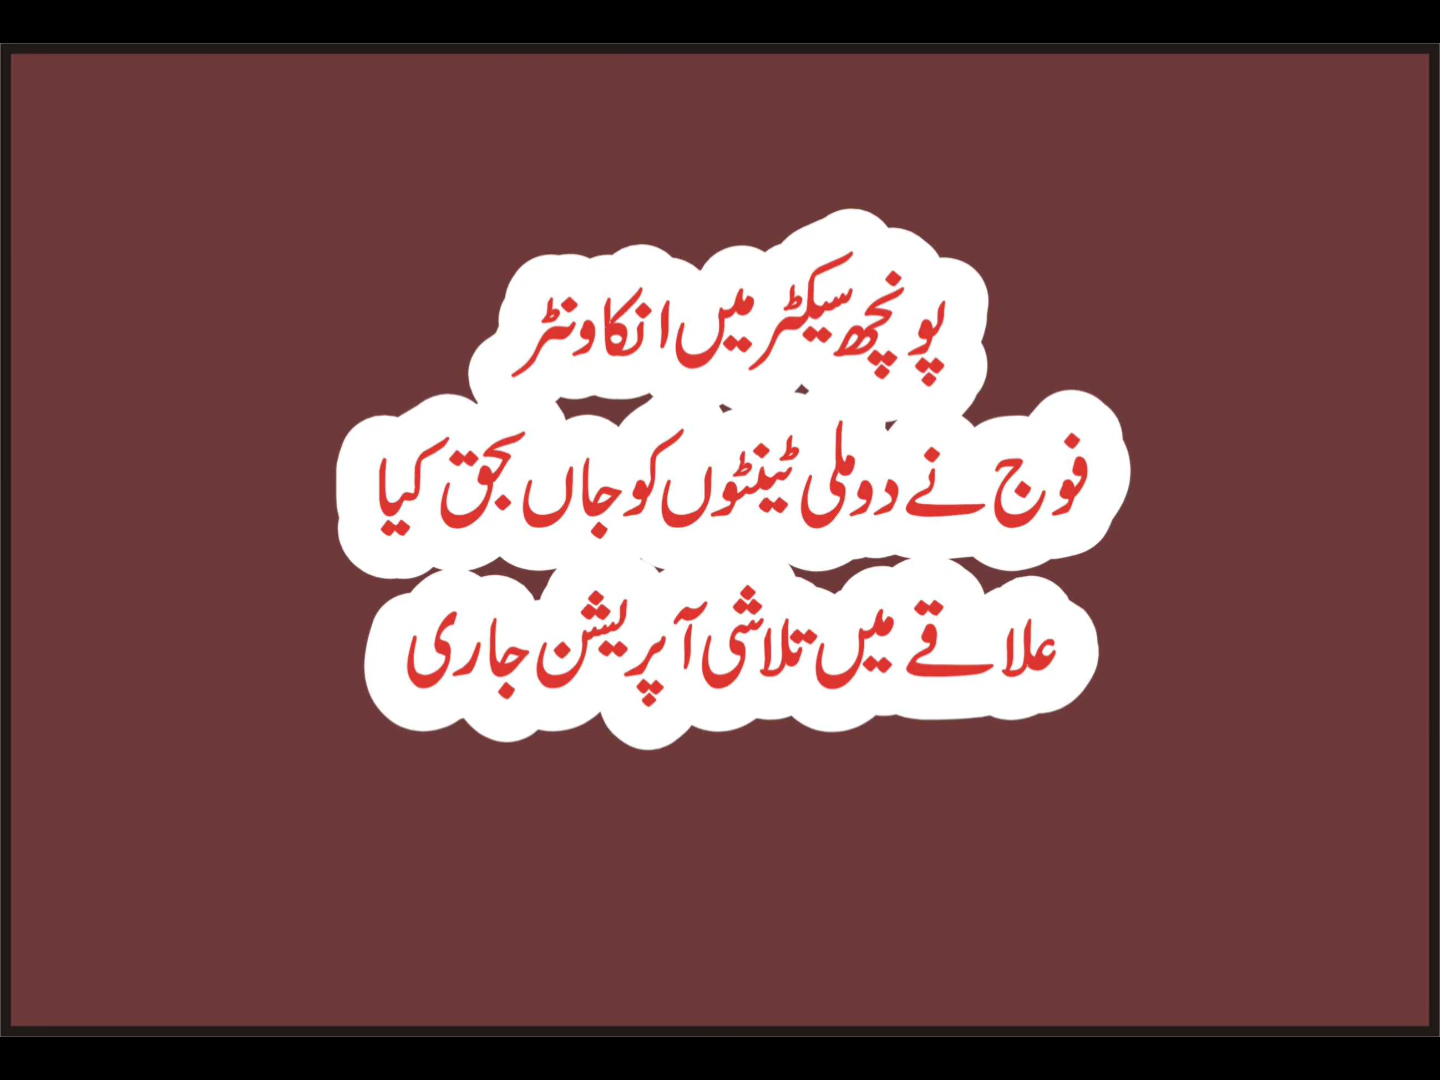 پونچھ سیکٹر میں انکاونٹر
فوج نے دو ملی ٹینٹوں کو جاں بحق کیا
علاقے میں تلاشی آپریشن جاری